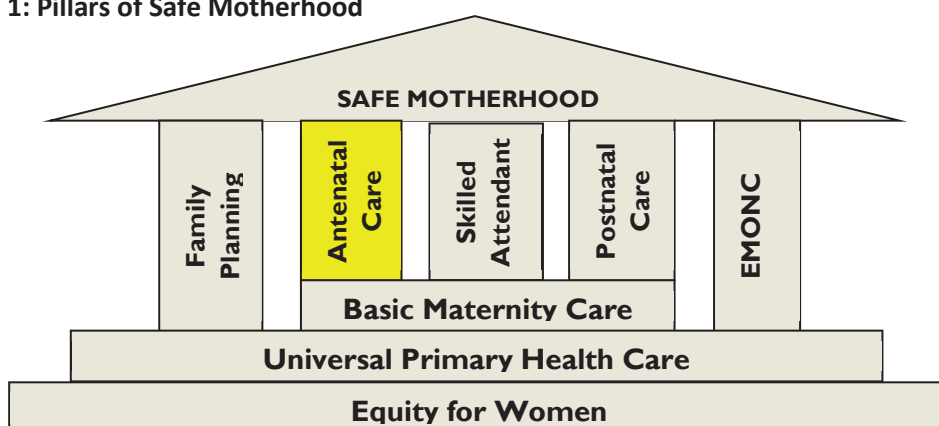 1: Pillars of Safe Motherhood
SAFE MOTHERHOOD
Family
Planning
Antenatal
Care
Skilled
Attendant
Postnatal
Care
EMONC
Basic Maternity Care
Universal Primary Health Care
Equity for Women